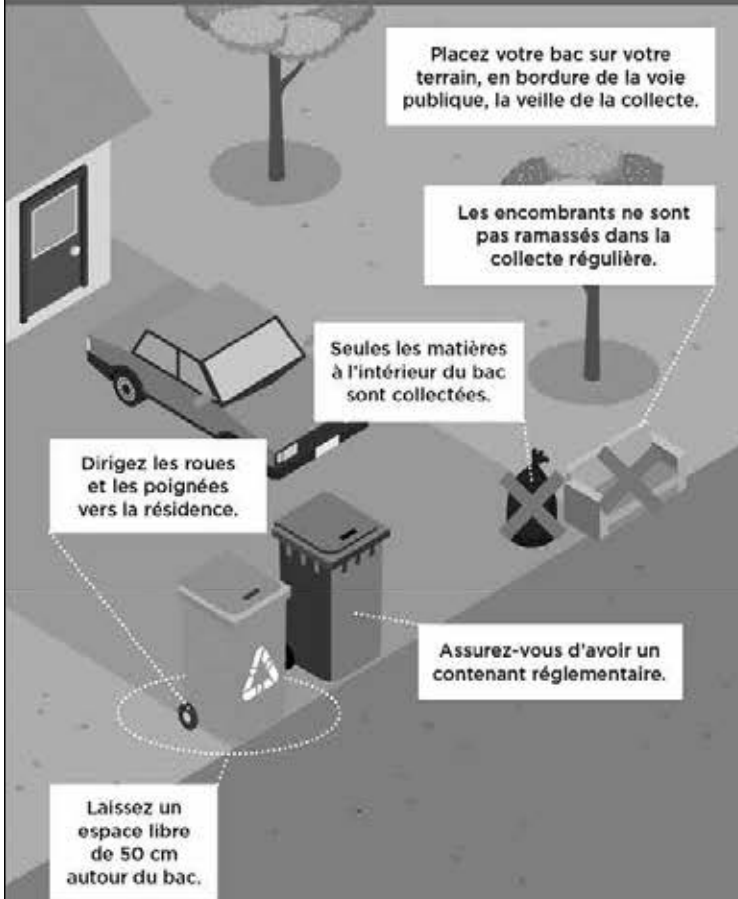 Placez votre bac sur votre
terrain, en bordure de la voie
publique, la veille de la collecte.
Les encombrants ne sont
pas ramassés dans la
collecte régulière.
Seules les matières
à l'intérieur du bac
sont collectées.
Dirigez les roues
et les poignées
vers la résidence.
Assurez-vous d'avoir un
contenant réglementaire.
Laissez un
espace libre
de 50 cm
autour du bac.